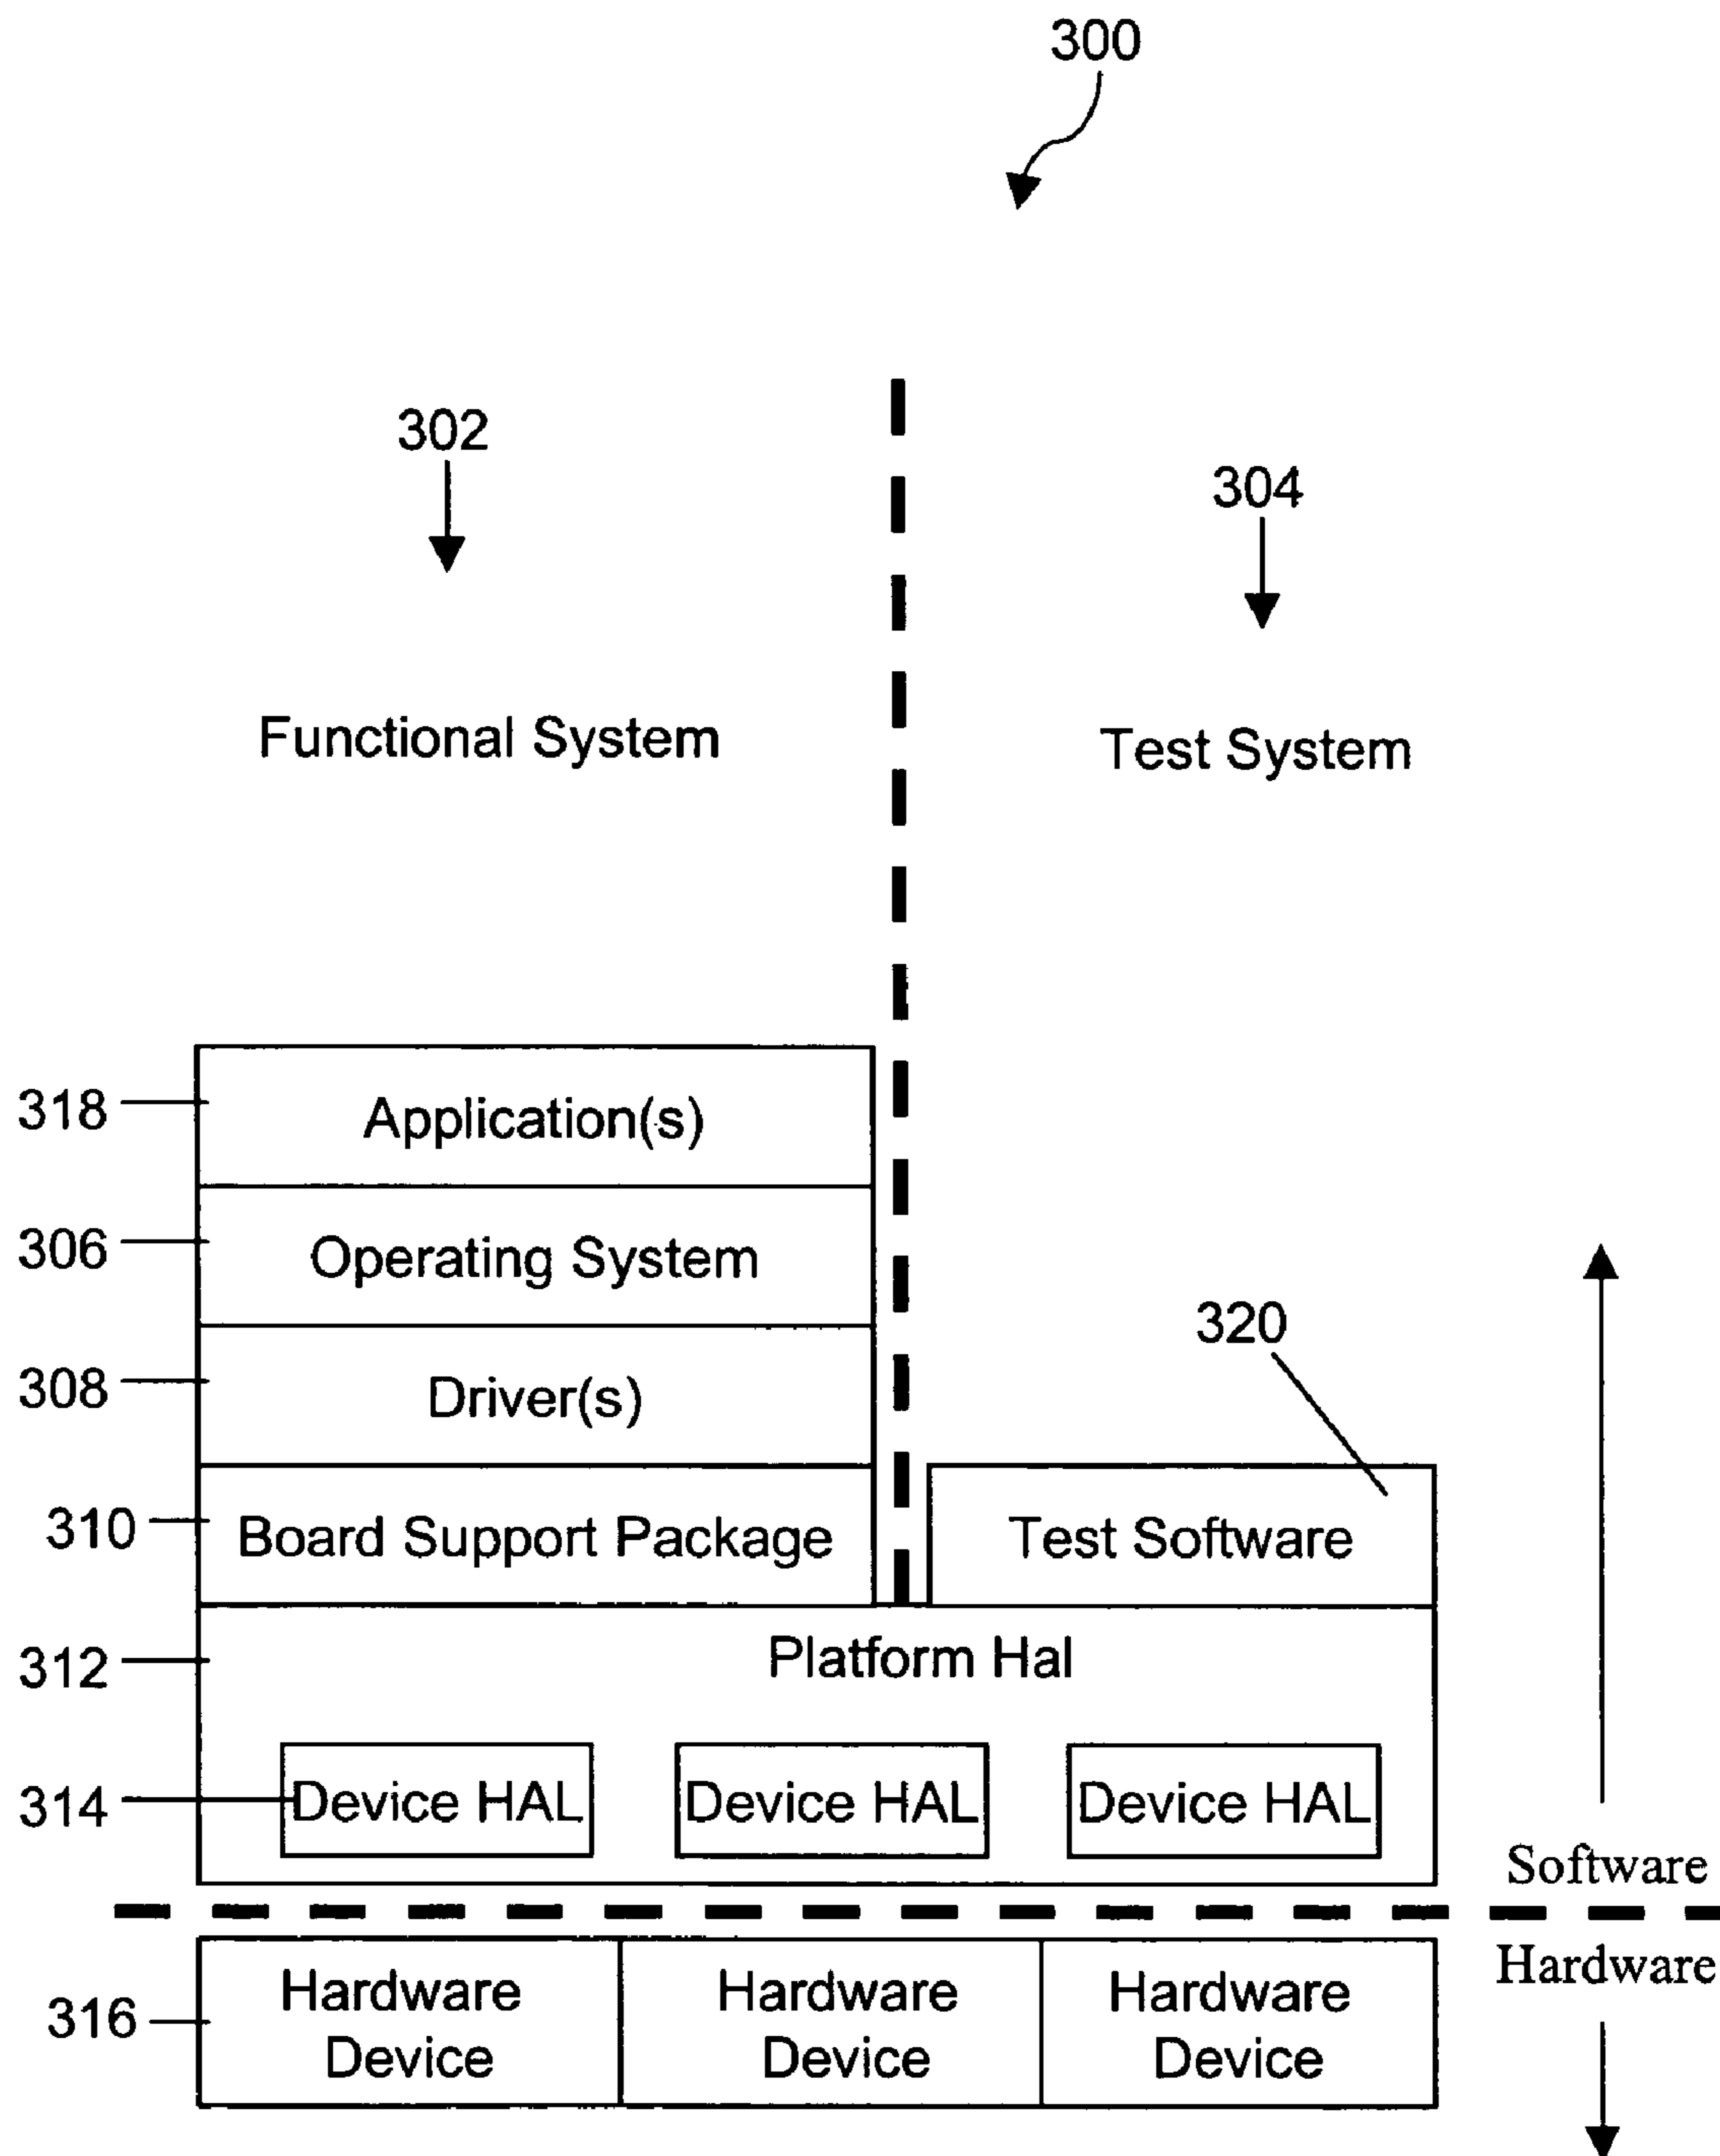 300
302
304
Functional System
Test System
318
Application(s)
306
Operating System
320
308
Driver(s)
310
Board Support Package
Test Software
312
Platform Hal
314
Device HAL
Device HAL
Device HAL
Software
Hardware
316
Hardware
Device
Hardware
Device
Hardware
Device